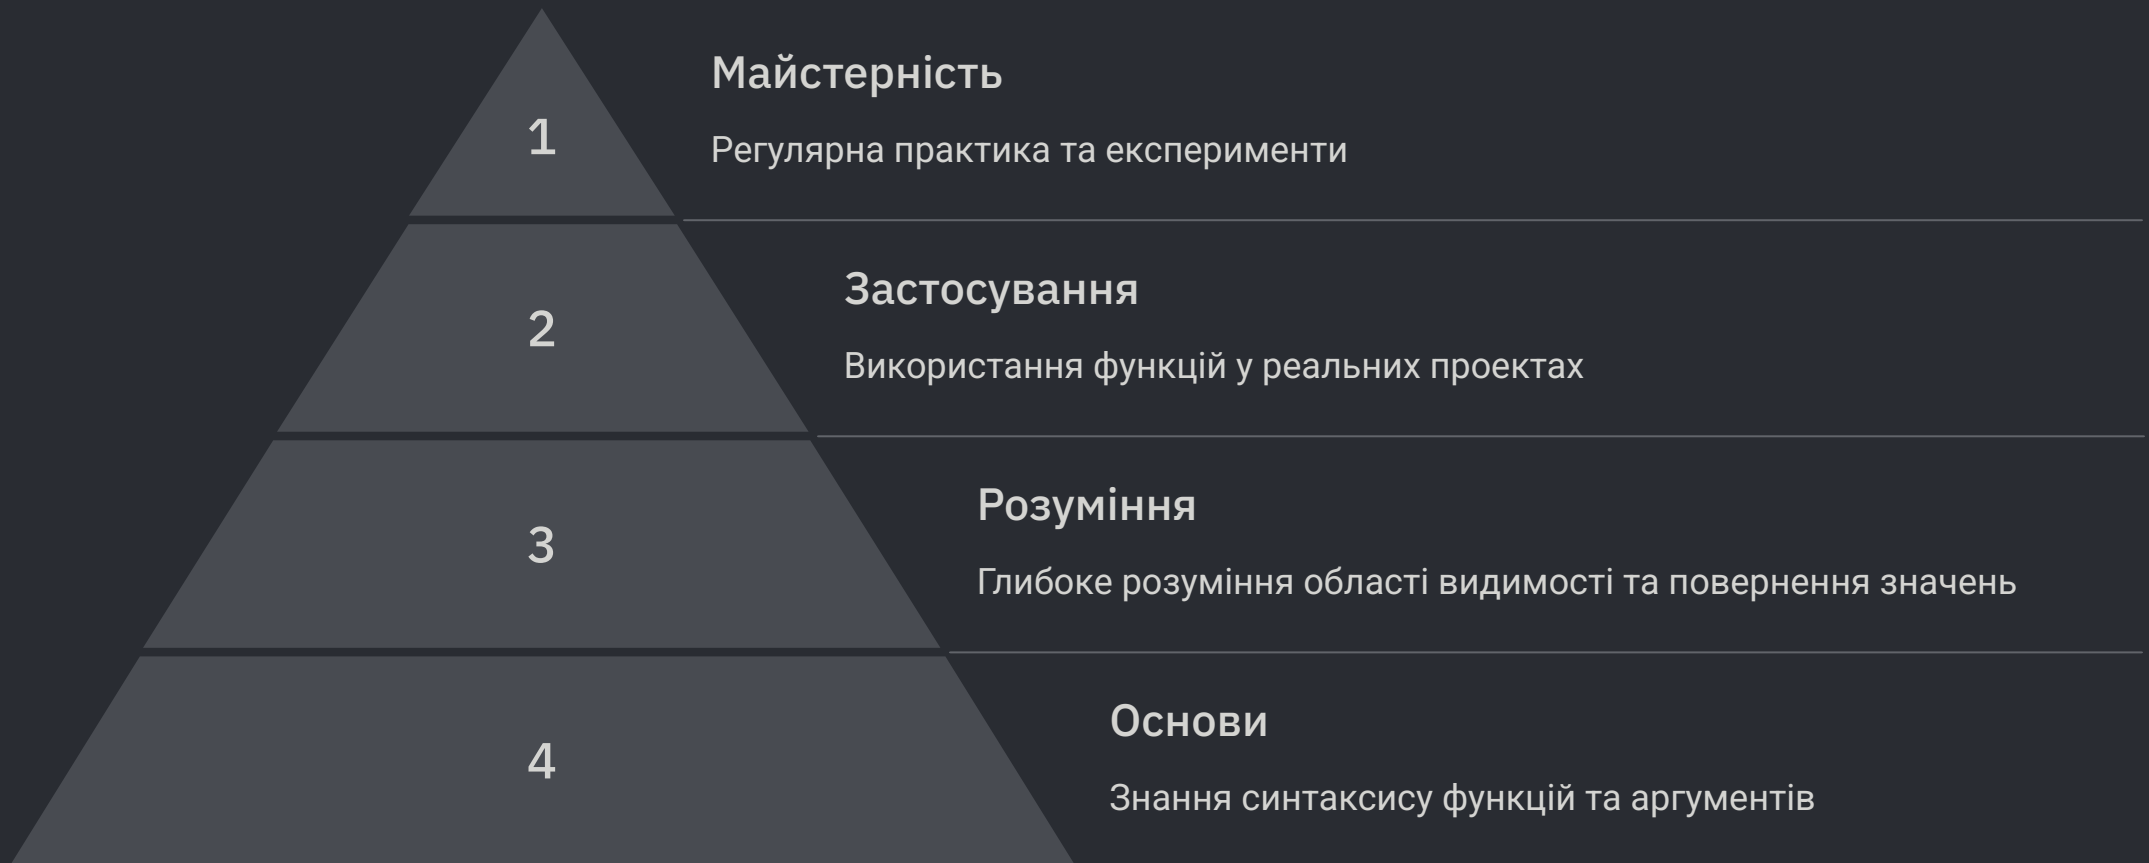 1
Майстерність
Регулярна практика та експерименти
2
Застосування
Використання функцій у реальних проектах
3
Розуміння
Глибоке розуміння області видимості та повернення значень
4
Основи
Знання синтаксису функцій та аргументів